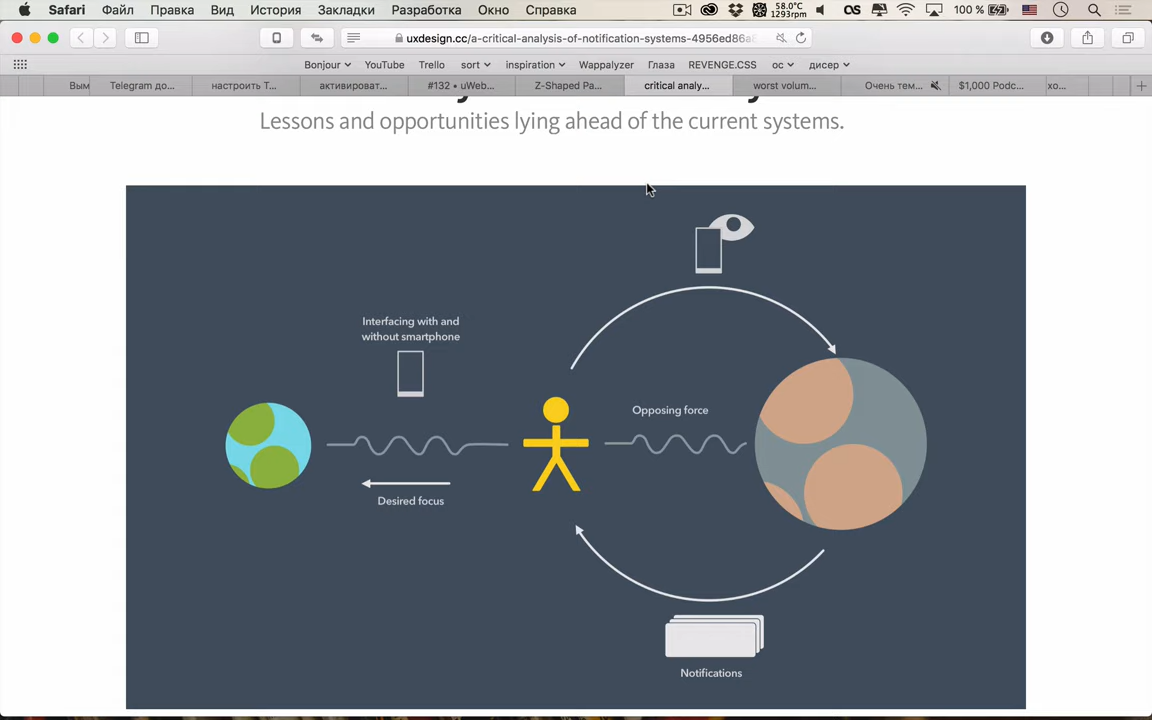 Safari Файл Правка Вид История Закладки Разработка Окно Справка 58.0°C 1293rpm 100 %
uxdesign.cc/a-critical-analysis-of-notification-systems-4956ed86a
Bonjour YouTube Trello sort inspiration Wappalyzer Глаза REVENGE.CSS ос дисер
Вым Telegram до... настроить T... активироват... #132 • uWeb... Z-Shaped Pa... critical analy... worst volum... Очень тем... $1,000 Podc... хо...
Lessons and opportunities lying ahead of the current systems.
Interfacing with and
without smartphone
Opposing force
Desired focus
Notifications